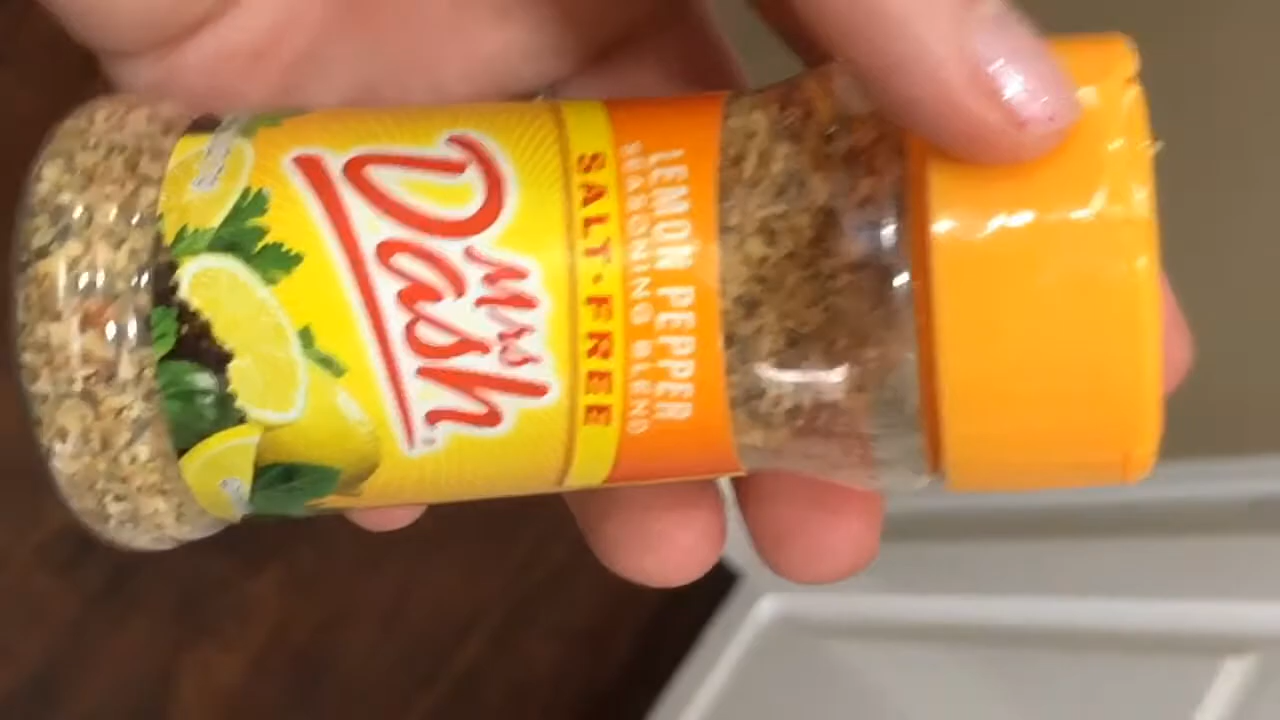 LEMON PEPPER
SEASONING BLEND
SALT-FREE
Mrs
Dash